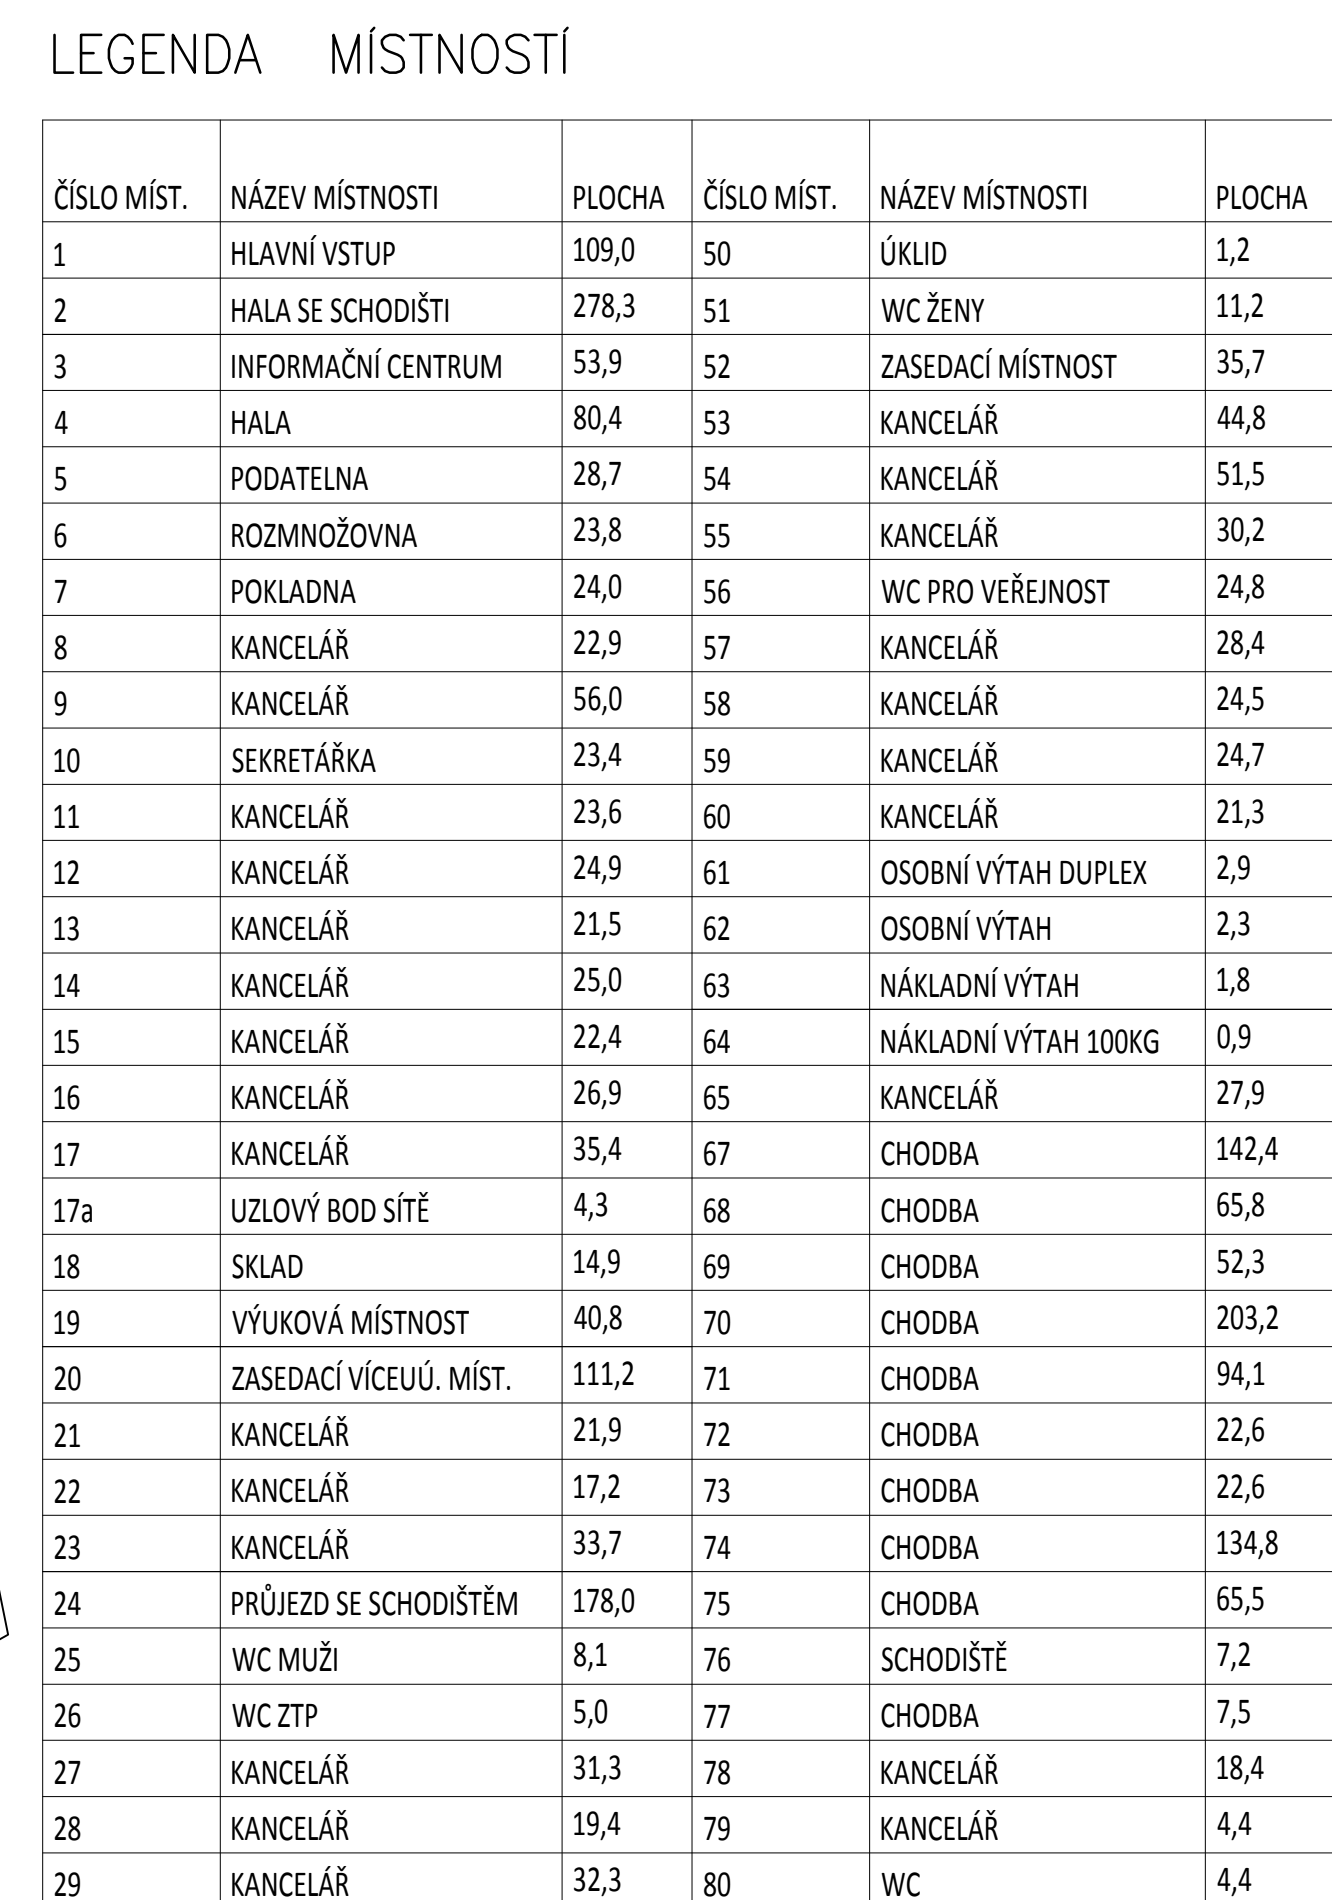 LEGENDA MÍSTNOSTÍ
ČÍSLO MÍST. NÁZEV MÍSTNOSTI PLOCHA ČÍSLO MÍST. NÁZEV MÍSTNOSTI PLOCHA
1 HLAVNÍ VSTUP 109,0 50 ÚKLID 1,2
2 HALA SE SCHODIŠTI 278,3 51 WC ŽENY 11,2
3 INFORMAČNÍ CENTRUM 53,9 52 ZASEDACÍ MÍSTNOST 35,7
4 HALA 80,4 53 KANCELÁŘ 44,8
5 PODATELNA 28,7 54 KANCELÁŘ 51,5
6 ROZMNOŽOVNA 23,8 55 KANCELÁŘ 30,2
7 POKLADNA 24,0 56 WC PRO VEŘEJNOST 24,8
8 KANCELÁŘ 22,9 57 KANCELÁŘ 28,4
9 KANCELÁŘ 56,0 58 KANCELÁŘ 24,5
10 SEKRETÁŘKA 23,4 59 KANCELÁŘ 24,7
11 KANCELÁŘ 23,6 60 KANCELÁŘ 21,3
12 KANCELÁŘ 24,9 61 OSOBNÍ VÝTAH DUPLEX 2,9
13 KANCELÁŘ 21,5 62 OSOBNÍ VÝTAH 2,3
14 KANCELÁŘ 25,0 63 NÁKLADNÍ VÝTAH 1,8
15 KANCELÁŘ 22,4 64 NÁKLADNÍ VÝTAH 100KG 0,9
16 KANCELÁŘ 26,9 65 KANCELÁŘ 27,9
17 KANCELÁŘ 35,4 67 CHODBA 142,4
17a UZLOVÝ BOD SÍTĚ 4,3 68 CHODBA 65,8
18 SKLAD 14,9 69 CHODBA 52,3
19 VÝUKOVÁ MÍSTNOST 40,8 70 CHODBA 203,2
20 ZASEDACÍ VÍCEUÚ. MÍST. 111,2 71 CHODBA 94,1
21 KANCELÁŘ 21,9 72 CHODBA 22,6
22 KANCELÁŘ 17,2 73 CHODBA 22,6
23 KANCELÁŘ 33,7 74 CHODBA 134,8
24 PRŮJEZD SE SCHODIŠTĚM 178,0 75 CHODBA 65,5
25 WC MUŽI 8,1 76 SCHODIŠTĚ 7,2
26 WC ZTP 5,0 77 CHODBA 7,5
27 KANCELÁŘ 31,3 78 KANCELÁŘ 18,4
28 KANCELÁŘ 19,4 79 KANCELÁŘ 4,4
29 KANCELÁŘ 32,3 80 WC 4,4